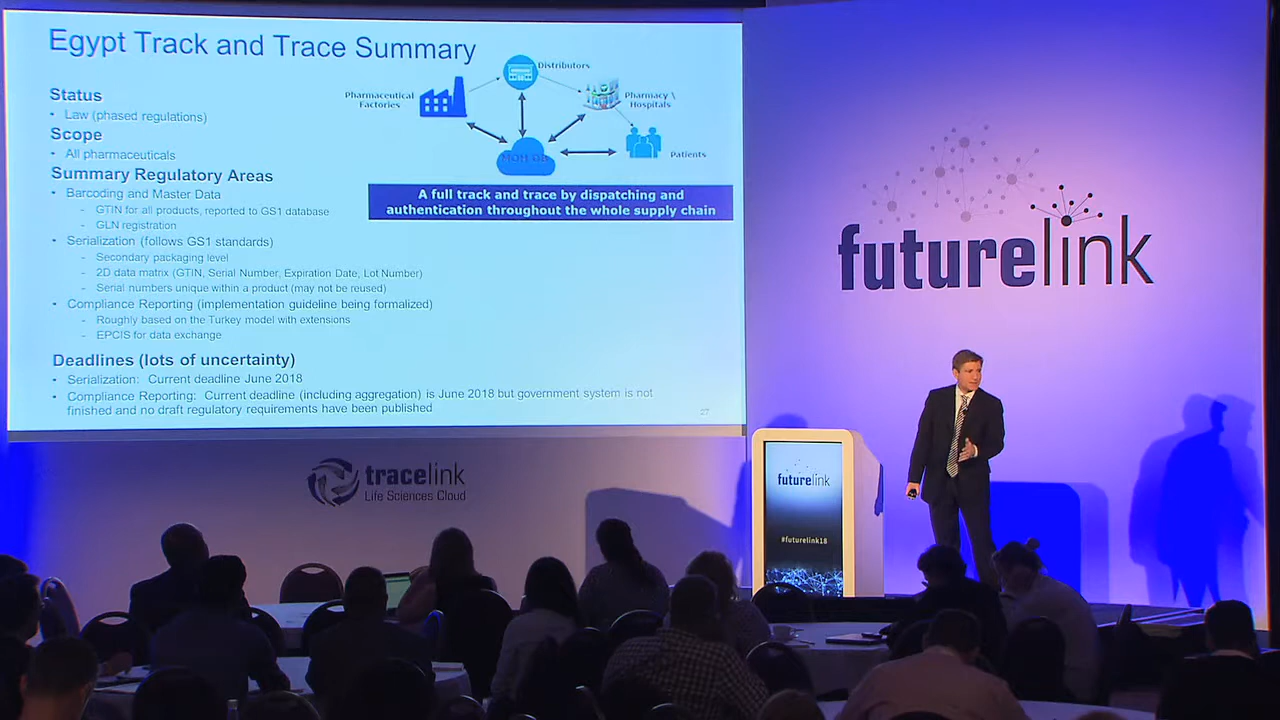 Egypt Track and Trace Summary
Status
• Law (phased regulations)
Scope
• All pharmaceuticals
Summary Regulatory Areas
• Barcoding and Master Data
- GTIN for all products, reported to GS1 database
- GLN registration
• Serialization (follows GS1 standards)
- Secondary packaging level
- 2D data matrix (GTIN, Serial Number, Expiration Date, Lot Number)
- Serial numbers unique within a product (may not be reused)
• Compliance Reporting (implementation guideline being formalized)
- Roughly based on the Turkey model with extensions
- EPCIS for data exchange
Deadlines (lots of uncertainty)
• Serialization: Current deadline June 2018
• Compliance Reporting: Current deadline (including aggregation) is June 2018 but government system is not
finished and no draft regulatory requirements have been published
Distributors
Pharmaceutical
Factories
Pharmacy \
Hospitals
MOH DB
Patients
A full track and trace by dispatching and
authentication throughout the whole supply chain
27
futurelink
tracelink
Life Sciences Cloud
futurelink
#futurelink18